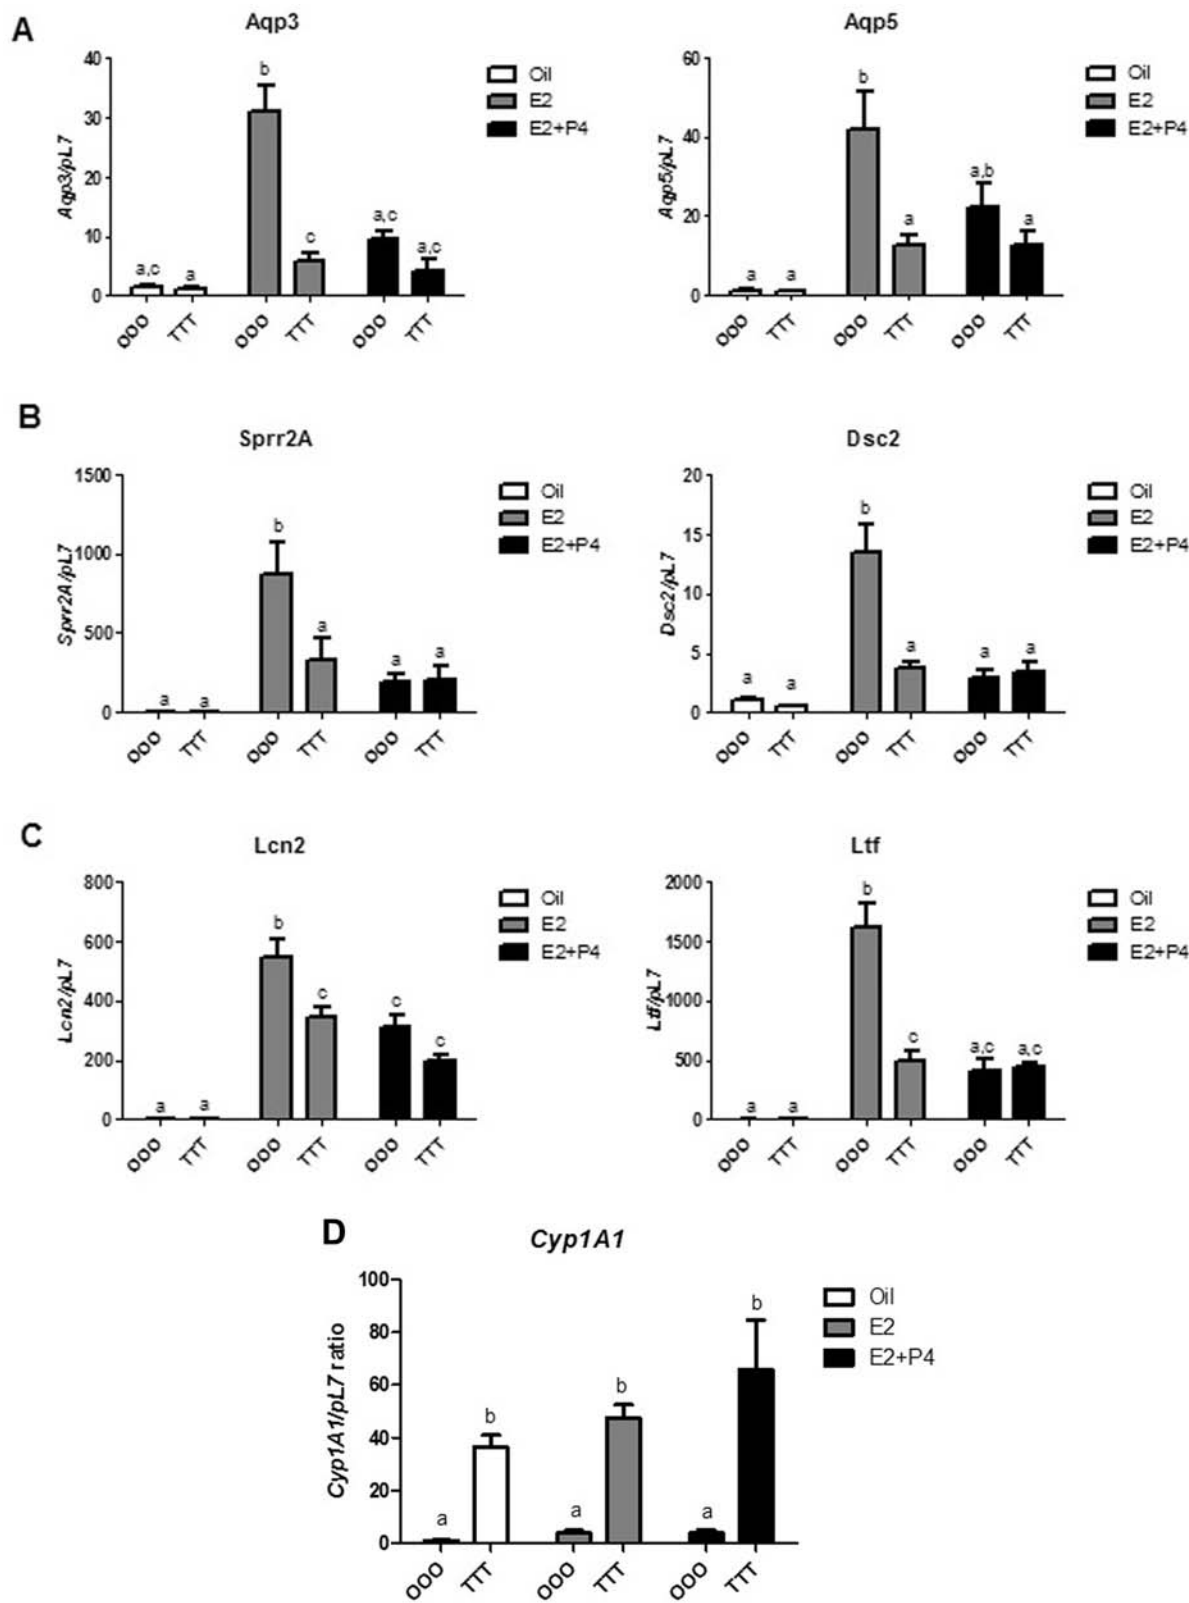 A
Aqp3
Aqp3/pL7
40
30
20
10
0
a,c
a
b
c
a,c
a,c
OOO
TTT
OOO
TTT
OOO
TTT
Oil
E2
E2+P4
Aqp5
Aqp5/pL7
60
40
20
0
a
a
b
a
a,b
a
OOO
TTT
OOO
TTT
OOO
TTT
Oil
E2
E2+P4
B
Sprr2A
Sprr2A/pL7
1500
1000
500
0
a
a
b
a
a
a
OOO
TTT
OOO
TTT
OOO
TTT
Oil
E2
E2+P4
Dsc2
Dsc2/pL7
20
15
10
5
0
a
a
b
a
a
a
OOO
TTT
OOO
TTT
OOO
TTT
Oil
E2
E2+P4
C
Lcn2
Lcn2/pL7
800
600
400
200
0
a
a
b
c
c
c
OOO
TTT
OOO
TTT
OOO
TTT
Oil
E2
E2+P4
Ltf
Ltf/pL7
2000
1500
1000
500
0
a
a
b
c
a,c
a,c
OOO
TTT
OOO
TTT
OOO
TTT
Oil
E2
E2+P4
D
Cyp1A1
Cyp1A1/pL7 ratio
100
80
60
40
20
0
a
b
a
b
a
b
OOO
TTT
OOO
TTT
OOO
TTT
Oil
E2
E2+P4